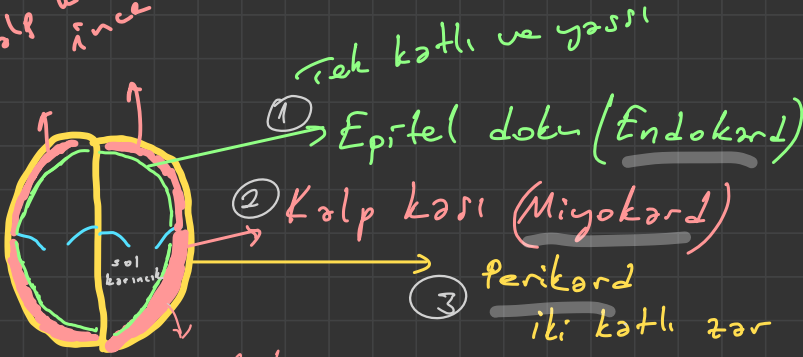 ince
Tek katlı ve yassı
1 Epitel doku (Endokard)
2 Kalp kası (Miyokard)
sol
karıncık
3 Perikard
iki katlı zar